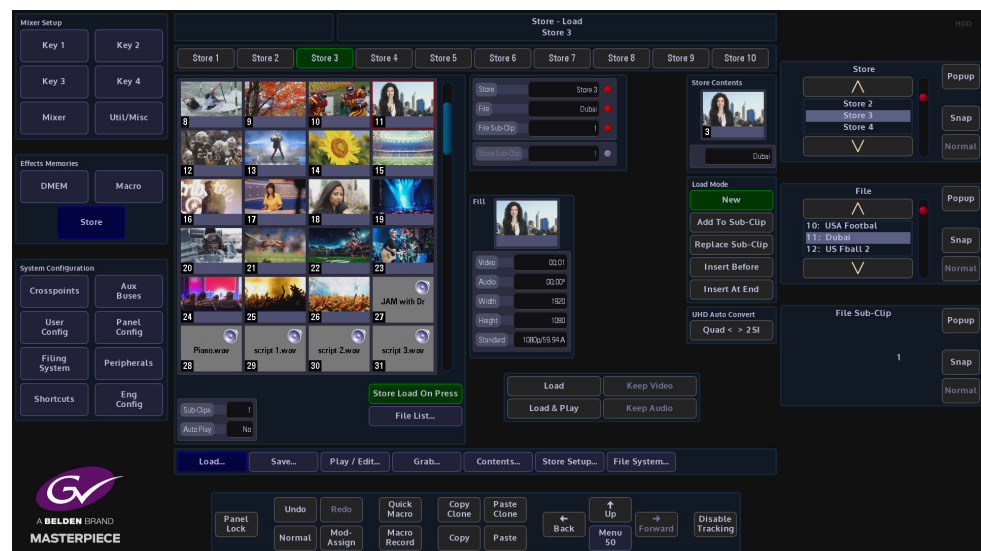 Mixer Setup
Key 1
Key 2
Key 3
Key 4
Mixer
Util/Misc
Effects Memories
DMEM
Macro
Store
System Configuration
Crosspoints
Aux
Buses
User
Config
Panel
Config
Filing
System
Peripherals
Shortcuts
Eng
Config
GV
A BELDEN BRAND
MASTERPIECE
Store - Load
Store 3
Store 1
Store 2
Store 3
Store 4
Store 5
Store 6
Store 7
Store 8
Store 9
Store 10
8
9
10
11
12
13
14
15
16
17
18
19
20
21
22
23
24
25
26
JAM with Dr
27
Piano.wav
28
script 1.wav
29
script 2.wav
30
script 3.wav
31
Sub-Clips
1
Auto Play
No
Store Load On Press
File List...
Store
Store 3
File
Dubai
File Sub-Clip
1
Store Sub-Clip
1
Fill
Video
00:01
Audio
00:00*
Width
1920
Height
1080
Standard
1080p/59.94 A
Store Contents
3
Dubai
Load Mode
New
Add To Sub-Clip
Replace Sub-Clip
Insert Before
Insert At End
UHD Auto Convert
Quad < > 2SI
Load
Keep Video
Load & Play
Keep Audio
Load...
Save...
Play / Edit...
Grab...
Contents...
Store Setup...
File System...
Panel
Lock
Undo
Redo
Normal
Mod-
Assign
Quick
Macro
Macro
Record
Copy
Clone
Paste
Clone
Copy
Paste
Back
Up
Menu
50
Forward
Disable
Tracking
HDD
Store
Store 2
Store 3
Store 4
Popup
Snap
Normal
File
10: USA Footbal
11: Dubai
12: US Fball 2
Popup
Snap
Normal
File Sub-Clip
1
Popup
Snap
Normal